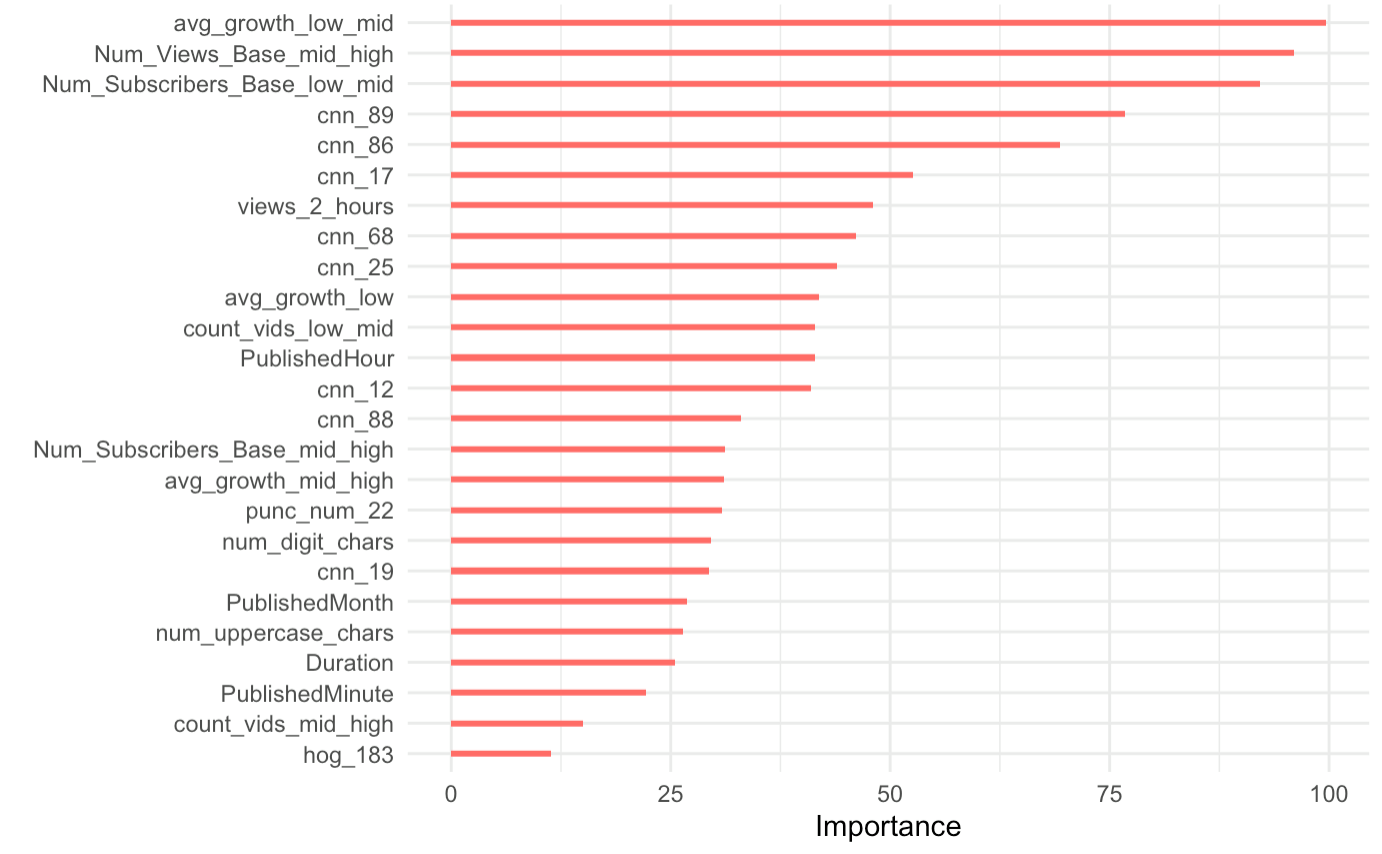 avg_growth_low_mid
Num_Views_Base_mid_high
Num_Subscribers_Base_low_mid
cnn_89
cnn_86
cnn_17
views_2_hours
cnn_68
cnn_25
avg_growth_low
count_vids_low_mid
PublishedHour
cnn_12
cnn_88
Num_Subscribers_Base_mid_high
avg_growth_mid_high
punc_num_22
num_digit_chars
cnn_19
PublishedMonth
num_uppercase_chars
Duration
PublishedMinute
count_vids_mid_high
hog_183
0 25 50 75 100
Importance